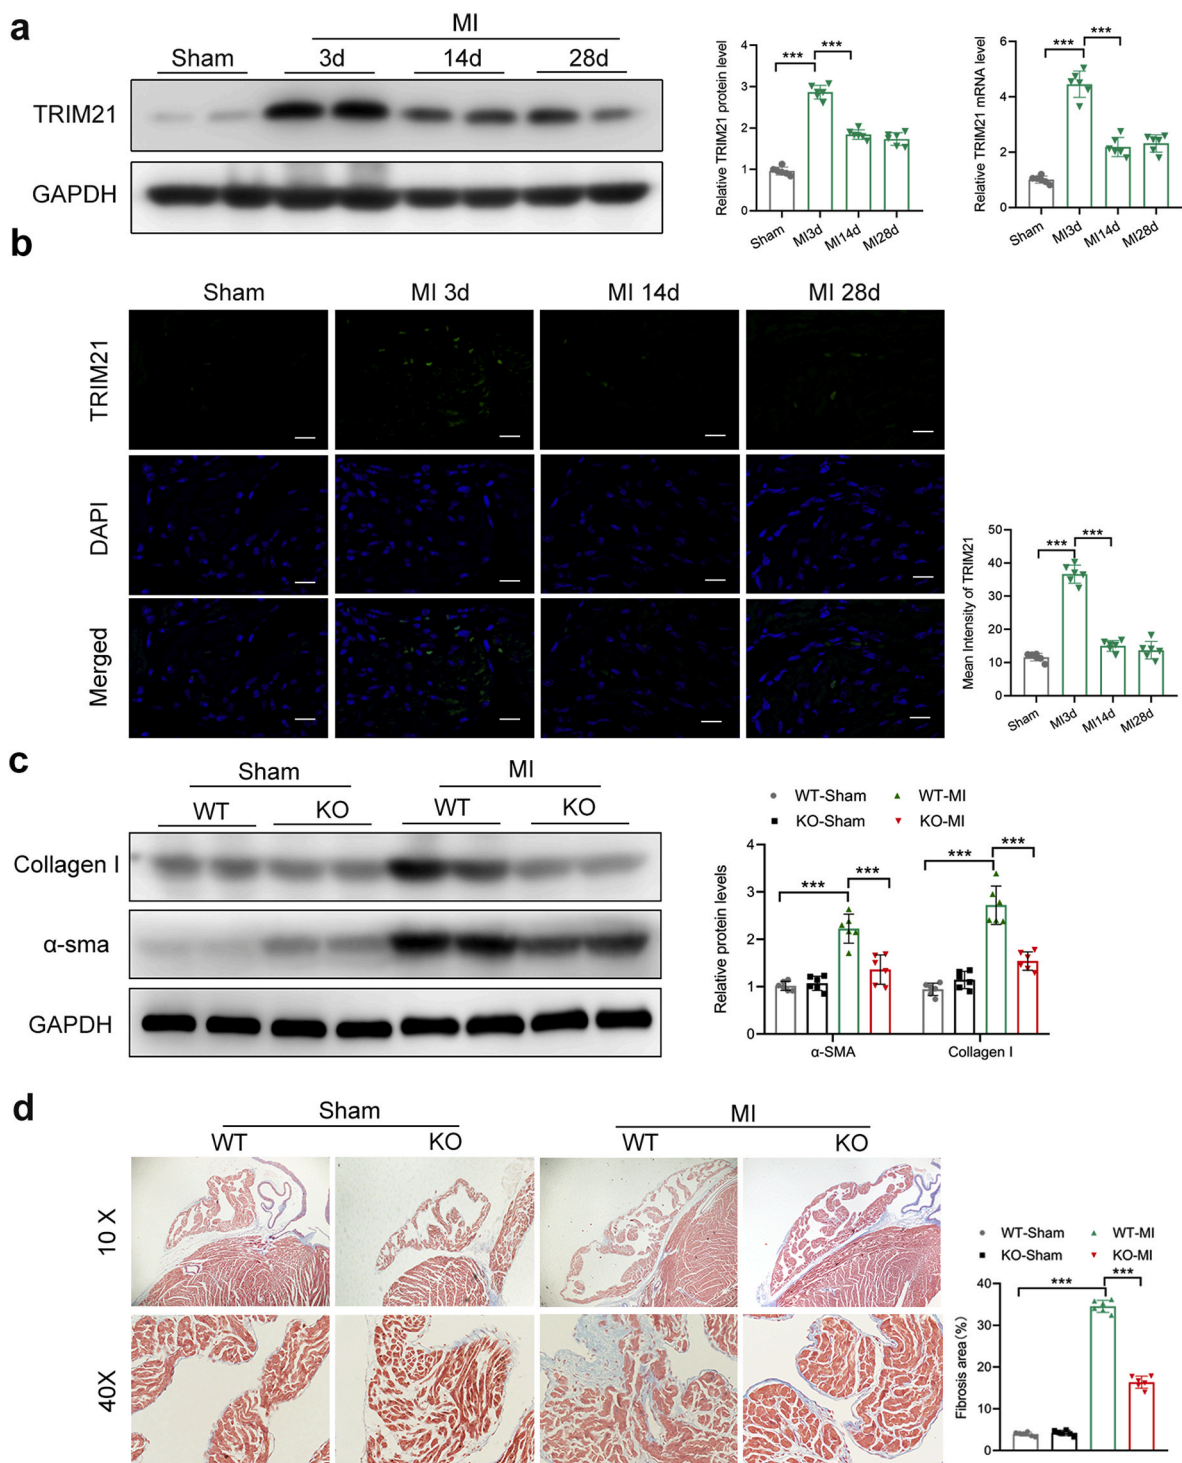 a
MI
Sham 3d 14d 28d
TRIM21
GAPDH
Relative TRIM21 protein level
4
3
2
1
0
*** ***
Sham MI3d MI14d MI28d
Relative TRIM21 mRNA level
6
4
2
0
*** ***
Sham MI3d MI14d MI28d
b
Sham MI 3d MI 14d MI 28d
TRIM21
DAPI
Merged
Mean Intensity of TRIM21
50
40
30
20
10
0
*** ***
Sham MI3d MI14d MI28d
c
Sham MI
WT KO WT KO
Collagen I
α-sma
GAPDH
WT-Sham WT-MI
KO-Sham KO-MI
Relative protein levels
4
3
2
1
0
*** *** *** ***
α-SMA Collagen I
d
Sham MI
WT KO WT KO
10 X
40X
WT-Sham WT-MI
KO-Sham KO-MI
Fibrosis area(%)
40
30
20
10
0
*** ***